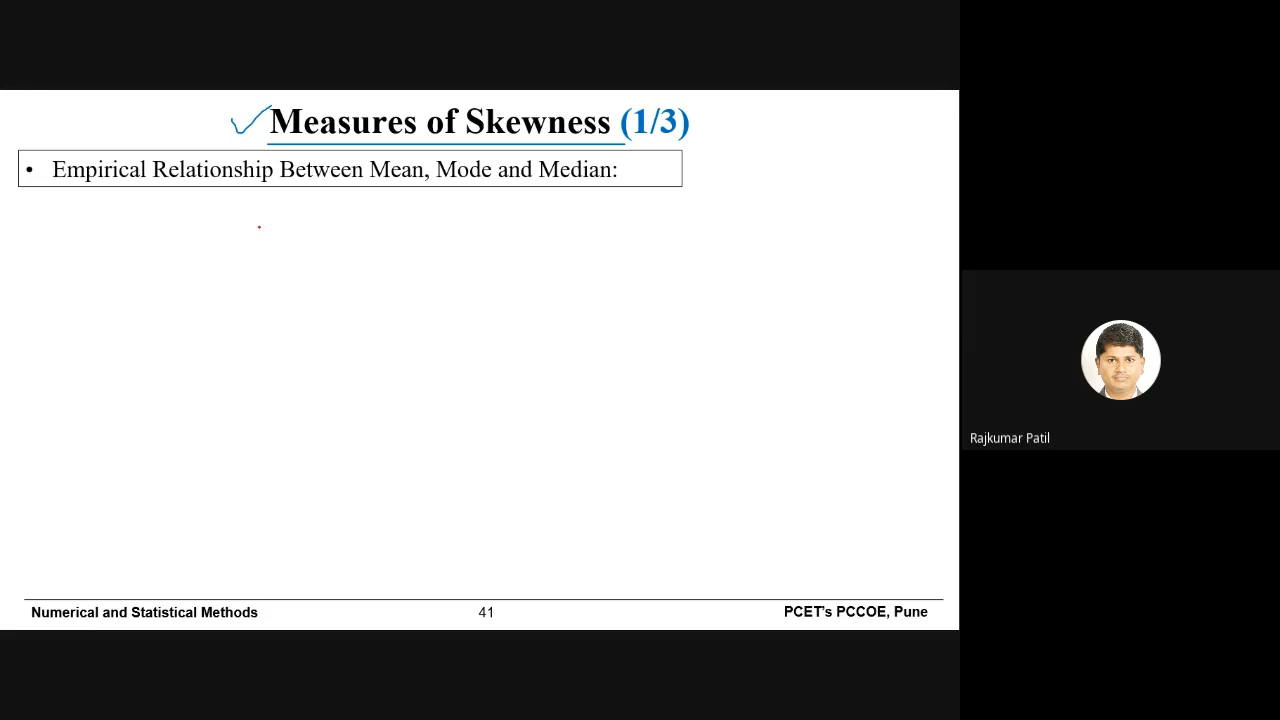 Measures of Skewness (1/3)
• Empirical Relationship Between Mean, Mode and Median:
Rajkumar Patil
Numerical and Statistical Methods 41 PCET's PCCOE, Pune